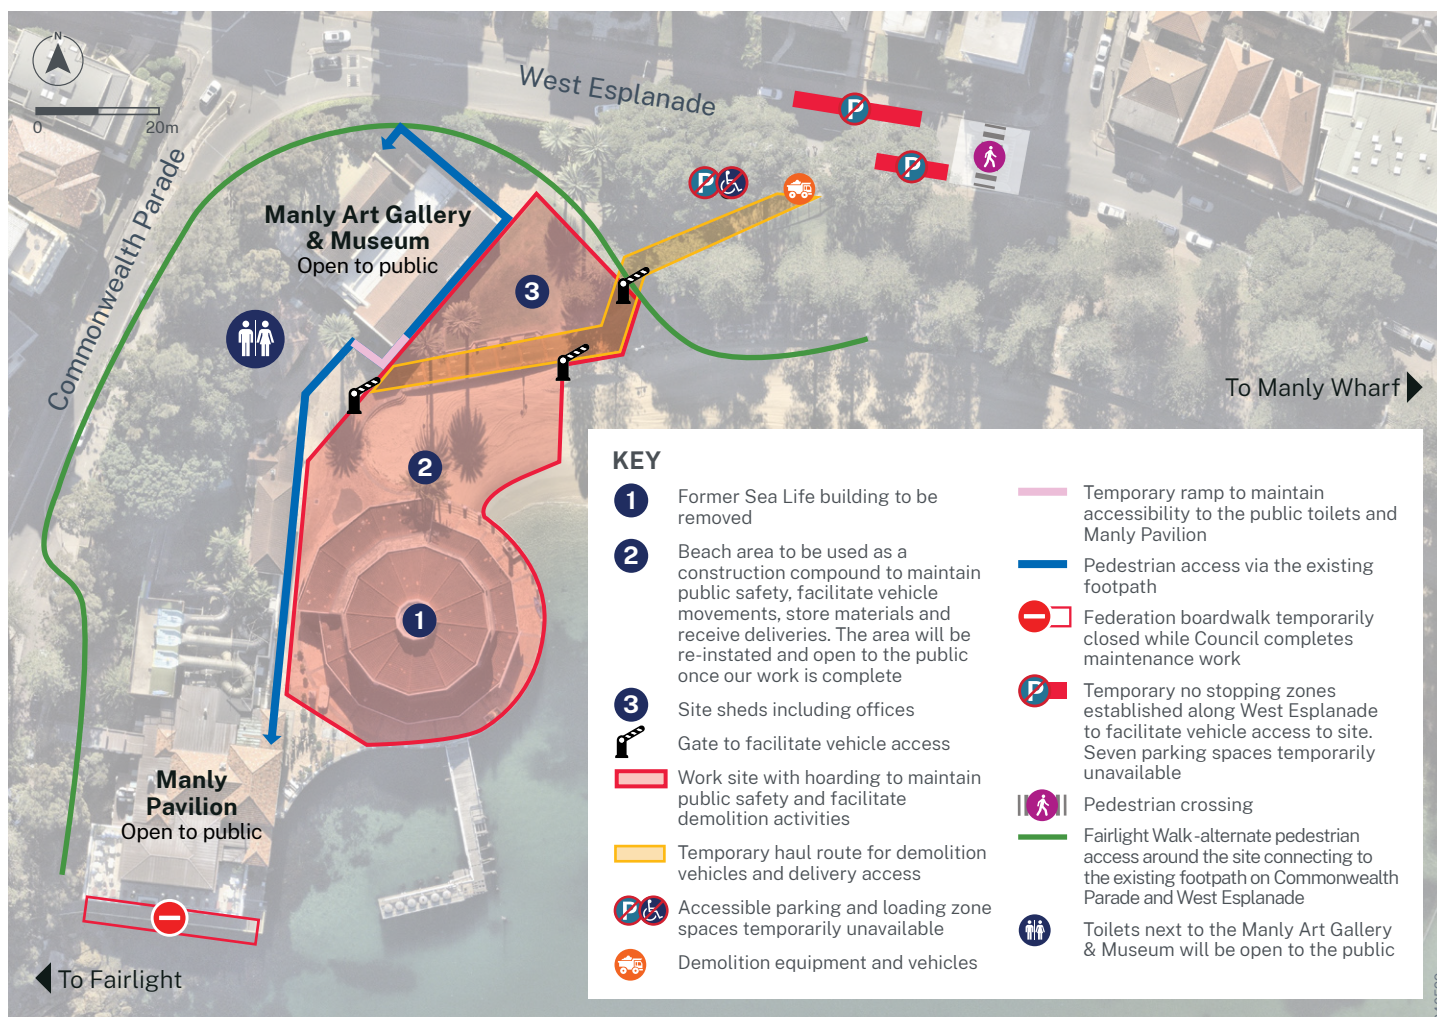 N
0 20m
West Esplanade
Commonwealth Parade
Manly Art Gallery
& Museum
Open to public
3
2
1
To Manly Wharf
Manly
Pavilion
Open to public
To Fairlight
KEY
1 Former Sea Life building to be
removed
2 Beach area to be used as a
construction compound to maintain
public safety, facilitate vehicle
movements, store materials and
receive deliveries. The area will be
re-instated and open to the public
once our work is complete
3 Site sheds including offices
Gate to facilitate vehicle access
Work site with hoarding to maintain
public safety and facilitate
demolition activities
Temporary haul route for demolition
vehicles and delivery access
P Accessible parking and loading zone
spaces temporarily unavailable
Demolition equipment and vehicles
Temporary ramp to maintain
accessibility to the public toilets and
Manly Pavilion
Pedestrian access via the existing
footpath
Federation boardwalk temporarily
closed while Council completes
maintenance work
P Temporary no stopping zones
established along West Esplanade
to facilitate vehicle access to site.
Seven parking spaces temporarily
unavailable
Pedestrian crossing
Fairlight Walk-alternate pedestrian
access around the site connecting to
the existing footpath on Commonwealth
Parade and West Esplanade
Toilets next to the Manly Art Gallery
& Museum will be open to the public
P
P
P